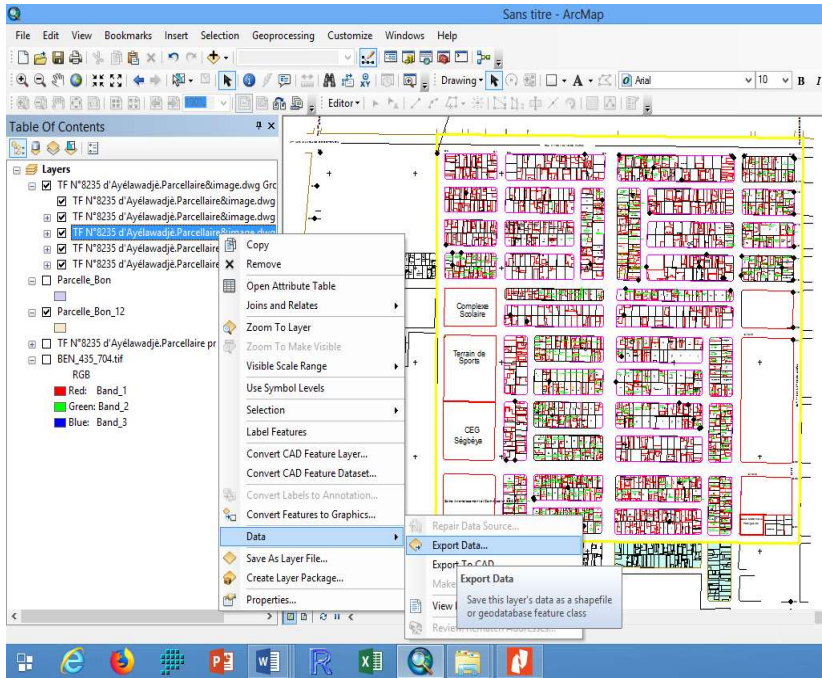 Sans titre - ArcMap
File Edit View Bookmarks Insert Selection Geoprocessing Customize Windows Help
Drawing A Arial 10 B I
100% Editor
Table Of Contents
Layers
TF N°8235 d'Ayélawadjè.Parcellaire&image.dwg Grc
TF N°8235 d'Ayélawadjè.Parcellaire&image.dwg
TF N°8235 d'Ayélawadjè.Parcellaire&image.dwg
TF N°8235 d'Ayélawadjè.Parcellaire&image.dwg
TF N°8235 d'Ayélawadjè.Parcellaire
TF N°8235 d'Ayélawadjè.Parcellaire
Parcelle_Bon
Parcelle_Bon_12
TF N°8235 d'Ayélawadjè.Parcellaire pr
BEN_435_704.tif
RGB
Red: Band_1
Green: Band_2
Blue: Band_3
Copy
Remove
Open Attribute Table
Joins and Relates
Zoom To Layer
Zoom To Make Visible
Visible Scale Range
Use Symbol Levels
Selection
Label Features
Convert CAD Feature Layer...
Convert CAD Feature Dataset...
Convert Labels to Annotation...
Convert Features to Graphics...
Data
Save As Layer File...
Create Layer Package...
Properties...
Repair Data Source...
Export Data...
Export To CAD
Make
View
Review/Rematch Addresses...
Export Data
Save this layer's data as a shapefile
or geodatabase feature class
Complexe
Scolaire
Terrain de
Sports
CEG
Ségbéya